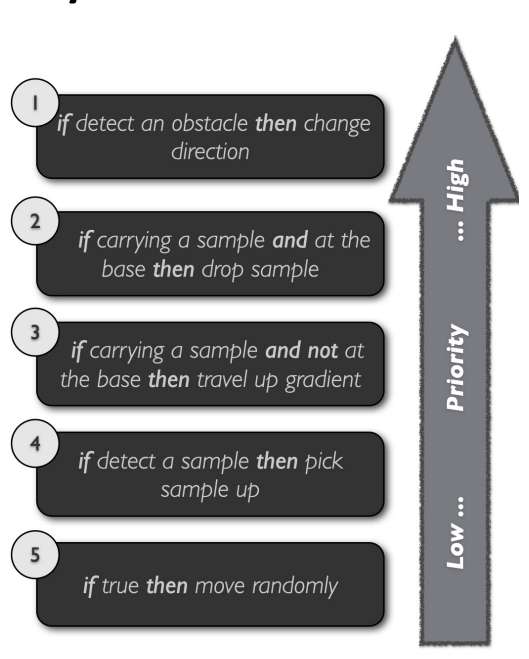 1
if detect an obstacle then change
direction
2
if carrying a sample and at the
base then drop sample
3
if carrying a sample and not at
the base then travel up gradient
4
if detect a sample then pick
sample up
5
if true then move randomly
Low ... Priority ... High